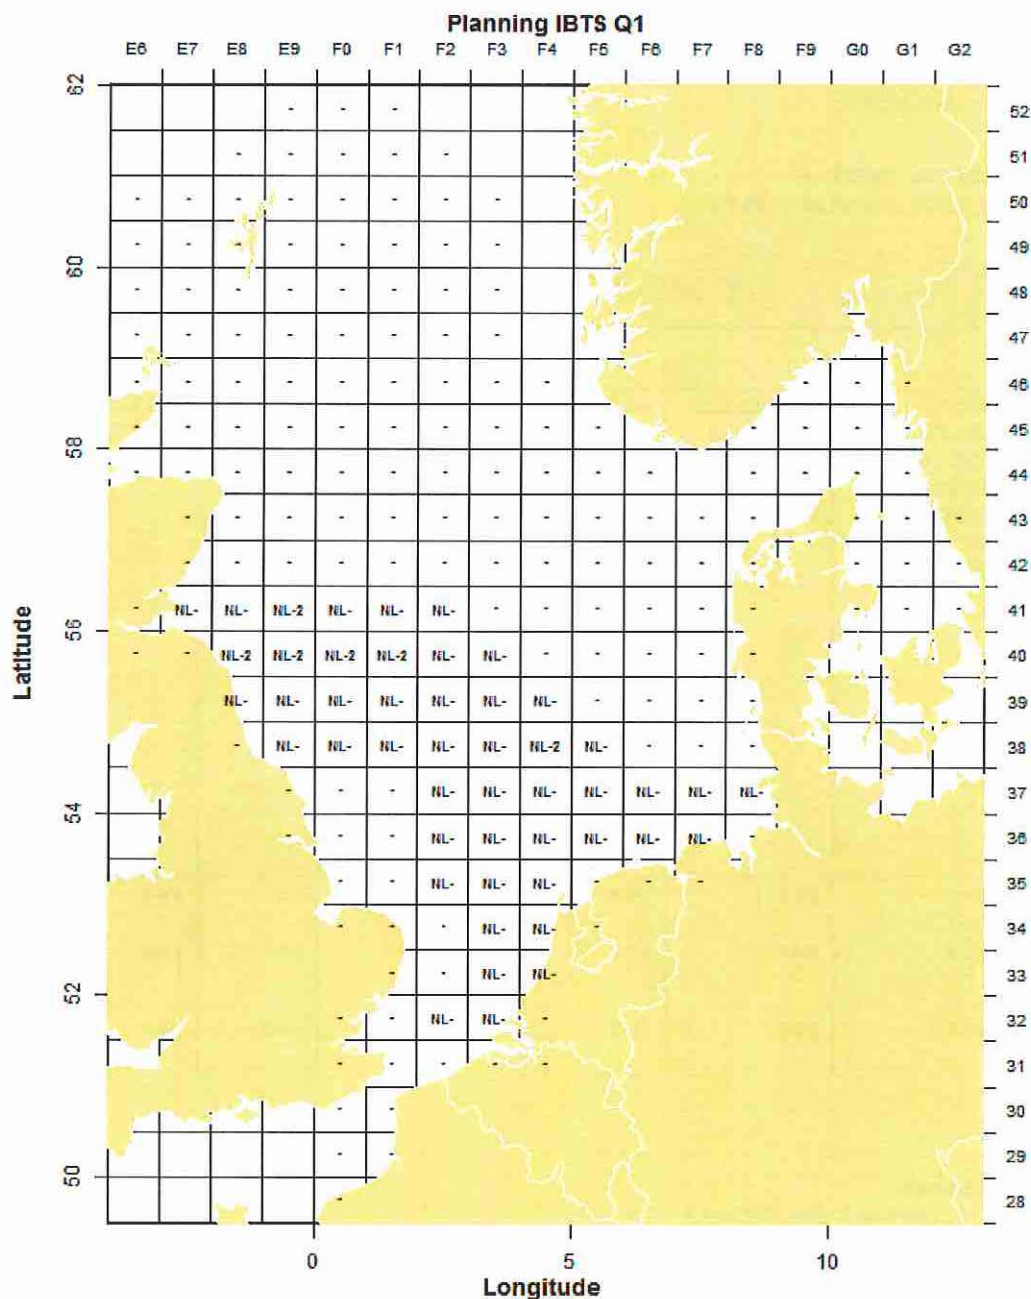 Planning IBTS Q1
E6 E7 E8 E9 F0 F1 F2 F3 F4 F5 F6 F7 F8 F9 G0 G1 G2
62
- - - 52
- - - - - 51
- - - - - - - - 50
- - - - - - - - 49
60
- - - - - - - - 48
- - - - - - - - - 47
- - - - - - - - - - - - 46
- - - - - - - - - - - - - - - 45
58
- - - - - - - - - - - - - - - 44
- - - - - - - - - - - - - - - - 43
- - - - - - - - - - - - - - - - 42
- NL- NL- NL-2 NL- NL- NL- - - - - - - - - - 41
56
- - NL-2 NL-2 NL-2 NL-2 NL- NL- - - - - - 40
NL- NL- NL- NL- NL- NL- NL- - - - - 39
- NL- NL- NL- NL- NL- NL-2 NL- - - - 38
- - - NL- NL- NL- NL- NL- NL- NL- 37
54
- - - NL- NL- NL- NL- NL- NL- 36
- - NL- NL- NL- - - - 35
- - - NL- NL- - 34
- - NL- NL- 33
52
- - NL- NL- - 32
- - - - - 31
- - 30
- - 29
50
- 28
0 5 10
Longitude
Latitude